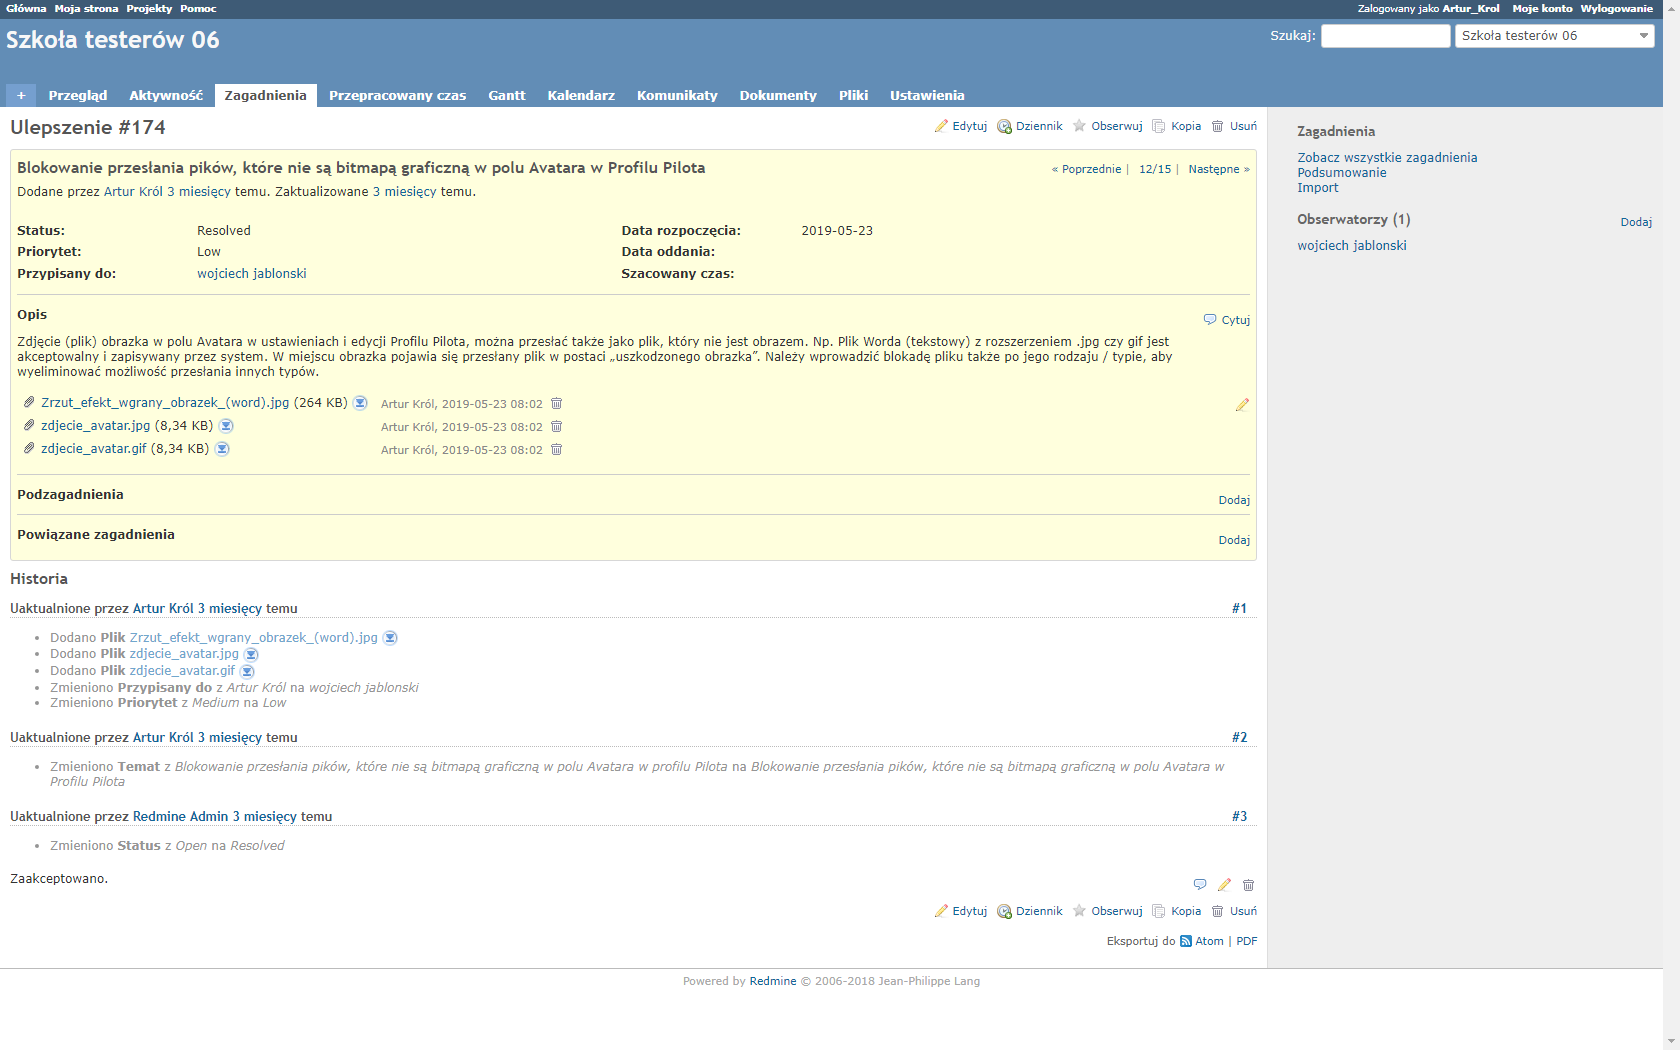 Główna Moja strona Projekty Pomoc Zalogowany jako Artur_Krol Moje konto Wylogowanie
Szkoła testerów 06
Szukaj: Szkoła testerów 06
+ Przegląd Aktywność Zagadnienia Przepracowany czas Gantt Kalendarz Komunikaty Dokumenty Pliki Ustawienia
Ulepszenie #174
Edytuj Dziennik Obserwuj Kopia Usuń
Blokowanie przesłania pików, które nie są bitmapą graficzną w polu Avatara w Profilu Pilota
« Poprzednie | 12/15 | Następne »
Dodane przez Artur Król 3 miesięcy temu. Zaktualizowane 3 miesięcy temu.
Status: Resolved Data rozpoczęcia: 2019-05-23
Priorytet: Low Data oddania:
Przypisany do: wojciech jablonski Szacowany czas:
Opis
Cytuj
Zdjęcie (plik) obrazka w polu Avatara w ustawieniach i edycji Profilu Pilota, można przesłać także jako plik, który nie jest obrazem. Np. Plik Worda (tekstowy) z rozszerzeniem .jpg czy gif jest
akceptowalny i zapisywany przez system. W miejscu obrazka pojawia się przesłany plik w postaci „uszkodzonego obrazka”. Należy wprowadzić blokadę pliku także po jego rodzaju / typie, aby
wyeliminować możliwość przesłania innych typów.
Zrzut_efekt_wgrany_obrazek_(word).jpg (264 KB) Artur Król, 2019-05-23 08:02
zdjecie_avatar.jpg (8,34 KB) Artur Król, 2019-05-23 08:02
zdjecie_avatar.gif (8,34 KB) Artur Król, 2019-05-23 08:02
Podzagadnienia
Dodaj
Powiązane zagadnienia
Dodaj
Historia
Uaktualnione przez Artur Król 3 miesięcy temu #1
Dodano Plik Zrzut_efekt_wgrany_obrazek_(word).jpg
Dodano Plik zdjecie_avatar.jpg
Dodano Plik zdjecie_avatar.gif
Zmieniono Przypisany do z Artur Król na wojciech jablonski
Zmieniono Priorytet z Medium na Low
Uaktualnione przez Artur Król 3 miesięcy temu #2
Zmieniono Temat z Blokowanie przesłania pików, które nie są bitmapą graficzną w polu Avatara w profilu Pilota na Blokowanie przesłania pików, które nie są bitmapą graficzną w polu Avatara w
Profilu Pilota
Uaktualnione przez Redmine Admin 3 miesięcy temu #3
Zmieniono Status z Open na Resolved
Zaakceptowano.
Edytuj Dziennik Obserwuj Kopia Usuń
Eksportuj do Atom | PDF
Zagadnienia
Zobacz wszystkie zagadnienia
Podsumowanie
Import
Obserwatorzy (1) Dodaj
wojciech jablonski
Powered by Redmine © 2006-2018 Jean-Philippe Lang